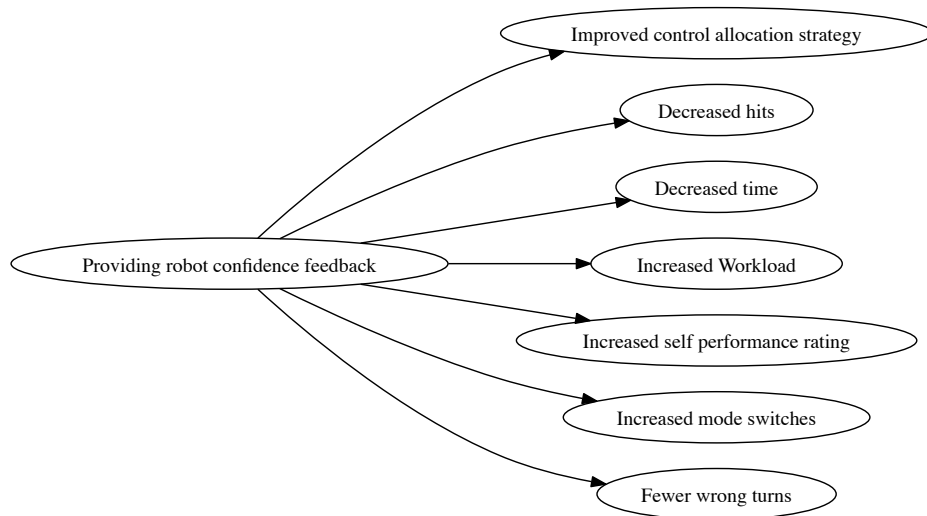 Improved control allocation strategy
Decreased hits
Decreased time
Providing robot confidence feedback
Increased Workload
Increased self performance rating
Increased mode switches
Fewer wrong turns